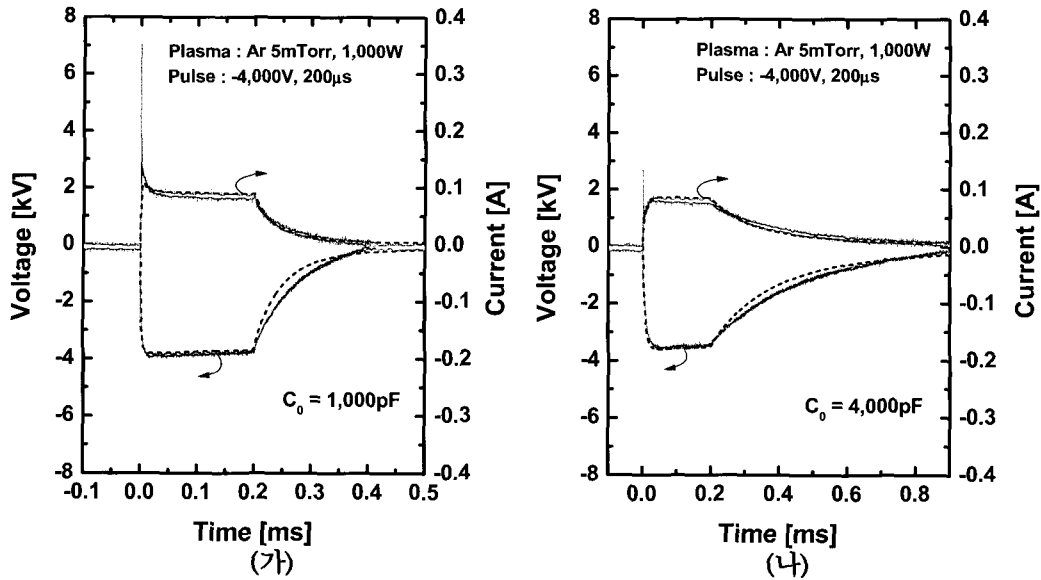 Plasma : Ar 5mTorr, 1,000W
Pulse : -4,000V, 200μs
C0 = 1,000pF
Voltage [kV]
8
6
4
2
0
-2
-4
-6
-8
Current [A]
0.4
0.3
0.2
0.1
0.0
-0.1
-0.2
-0.3
-0.4
-0.1 0.0 0.1 0.2 0.3 0.4 0.5
Time [ms]
(가)
Plasma : Ar 5mTorr, 1,000W
Pulse : -4,000V, 200μs
C0 = 4,000pF
Voltage [kV]
8
6
4
2
0
-2
-4
-6
-8
Current [A]
0.4
0.3
0.2
0.1
0.0
-0.1
-0.2
-0.3
-0.4
0.0 0.2 0.4 0.6 0.8
Time [ms]
(나)